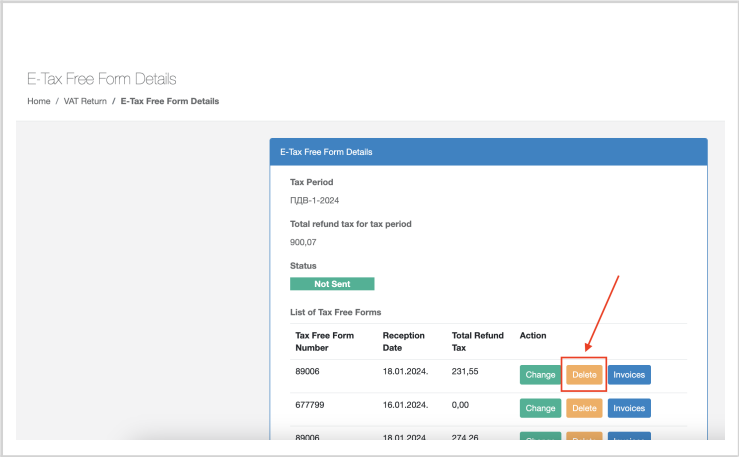 E-Tax Free Form Details
Home / VAT Return / E-Tax Free Form Details
E-Tax Free Form Details
Tax Period
ПДВ-1-2024
Total refund tax for tax period
900,07
Status
Not Sent
List of Tax Free Forms
Tax Free Form Number Reception Date Total Refund Tax Action
89006 18.01.2024. 231,55 Change Delete Invoices
677799 16.01.2024. 0,00 Change Delete Invoices
89006 18.01.2024. 274,26 Change Delete Invoices